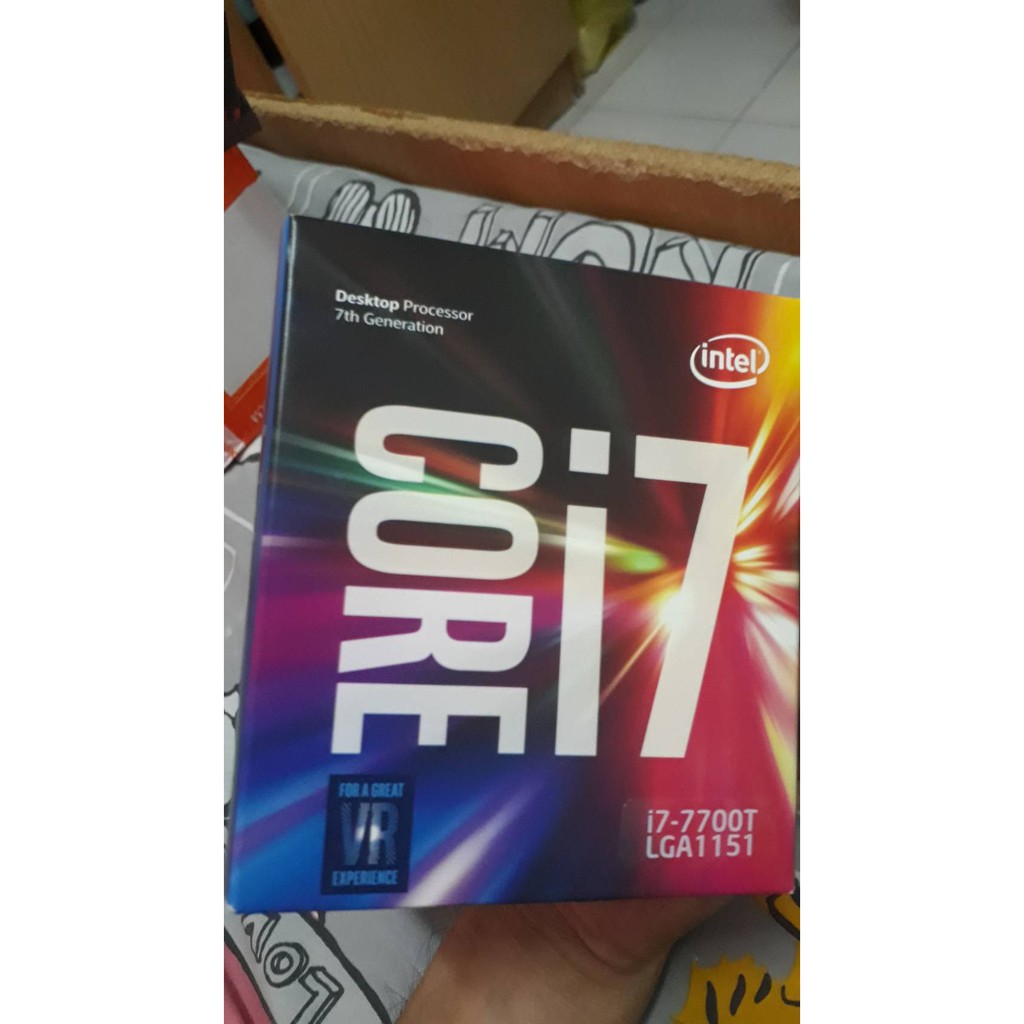 Desktop Processor
7th Generation
intel
CORE i7
FOR A GREAT
VR
EXPERIENCE
i7-7700T
LGA1151